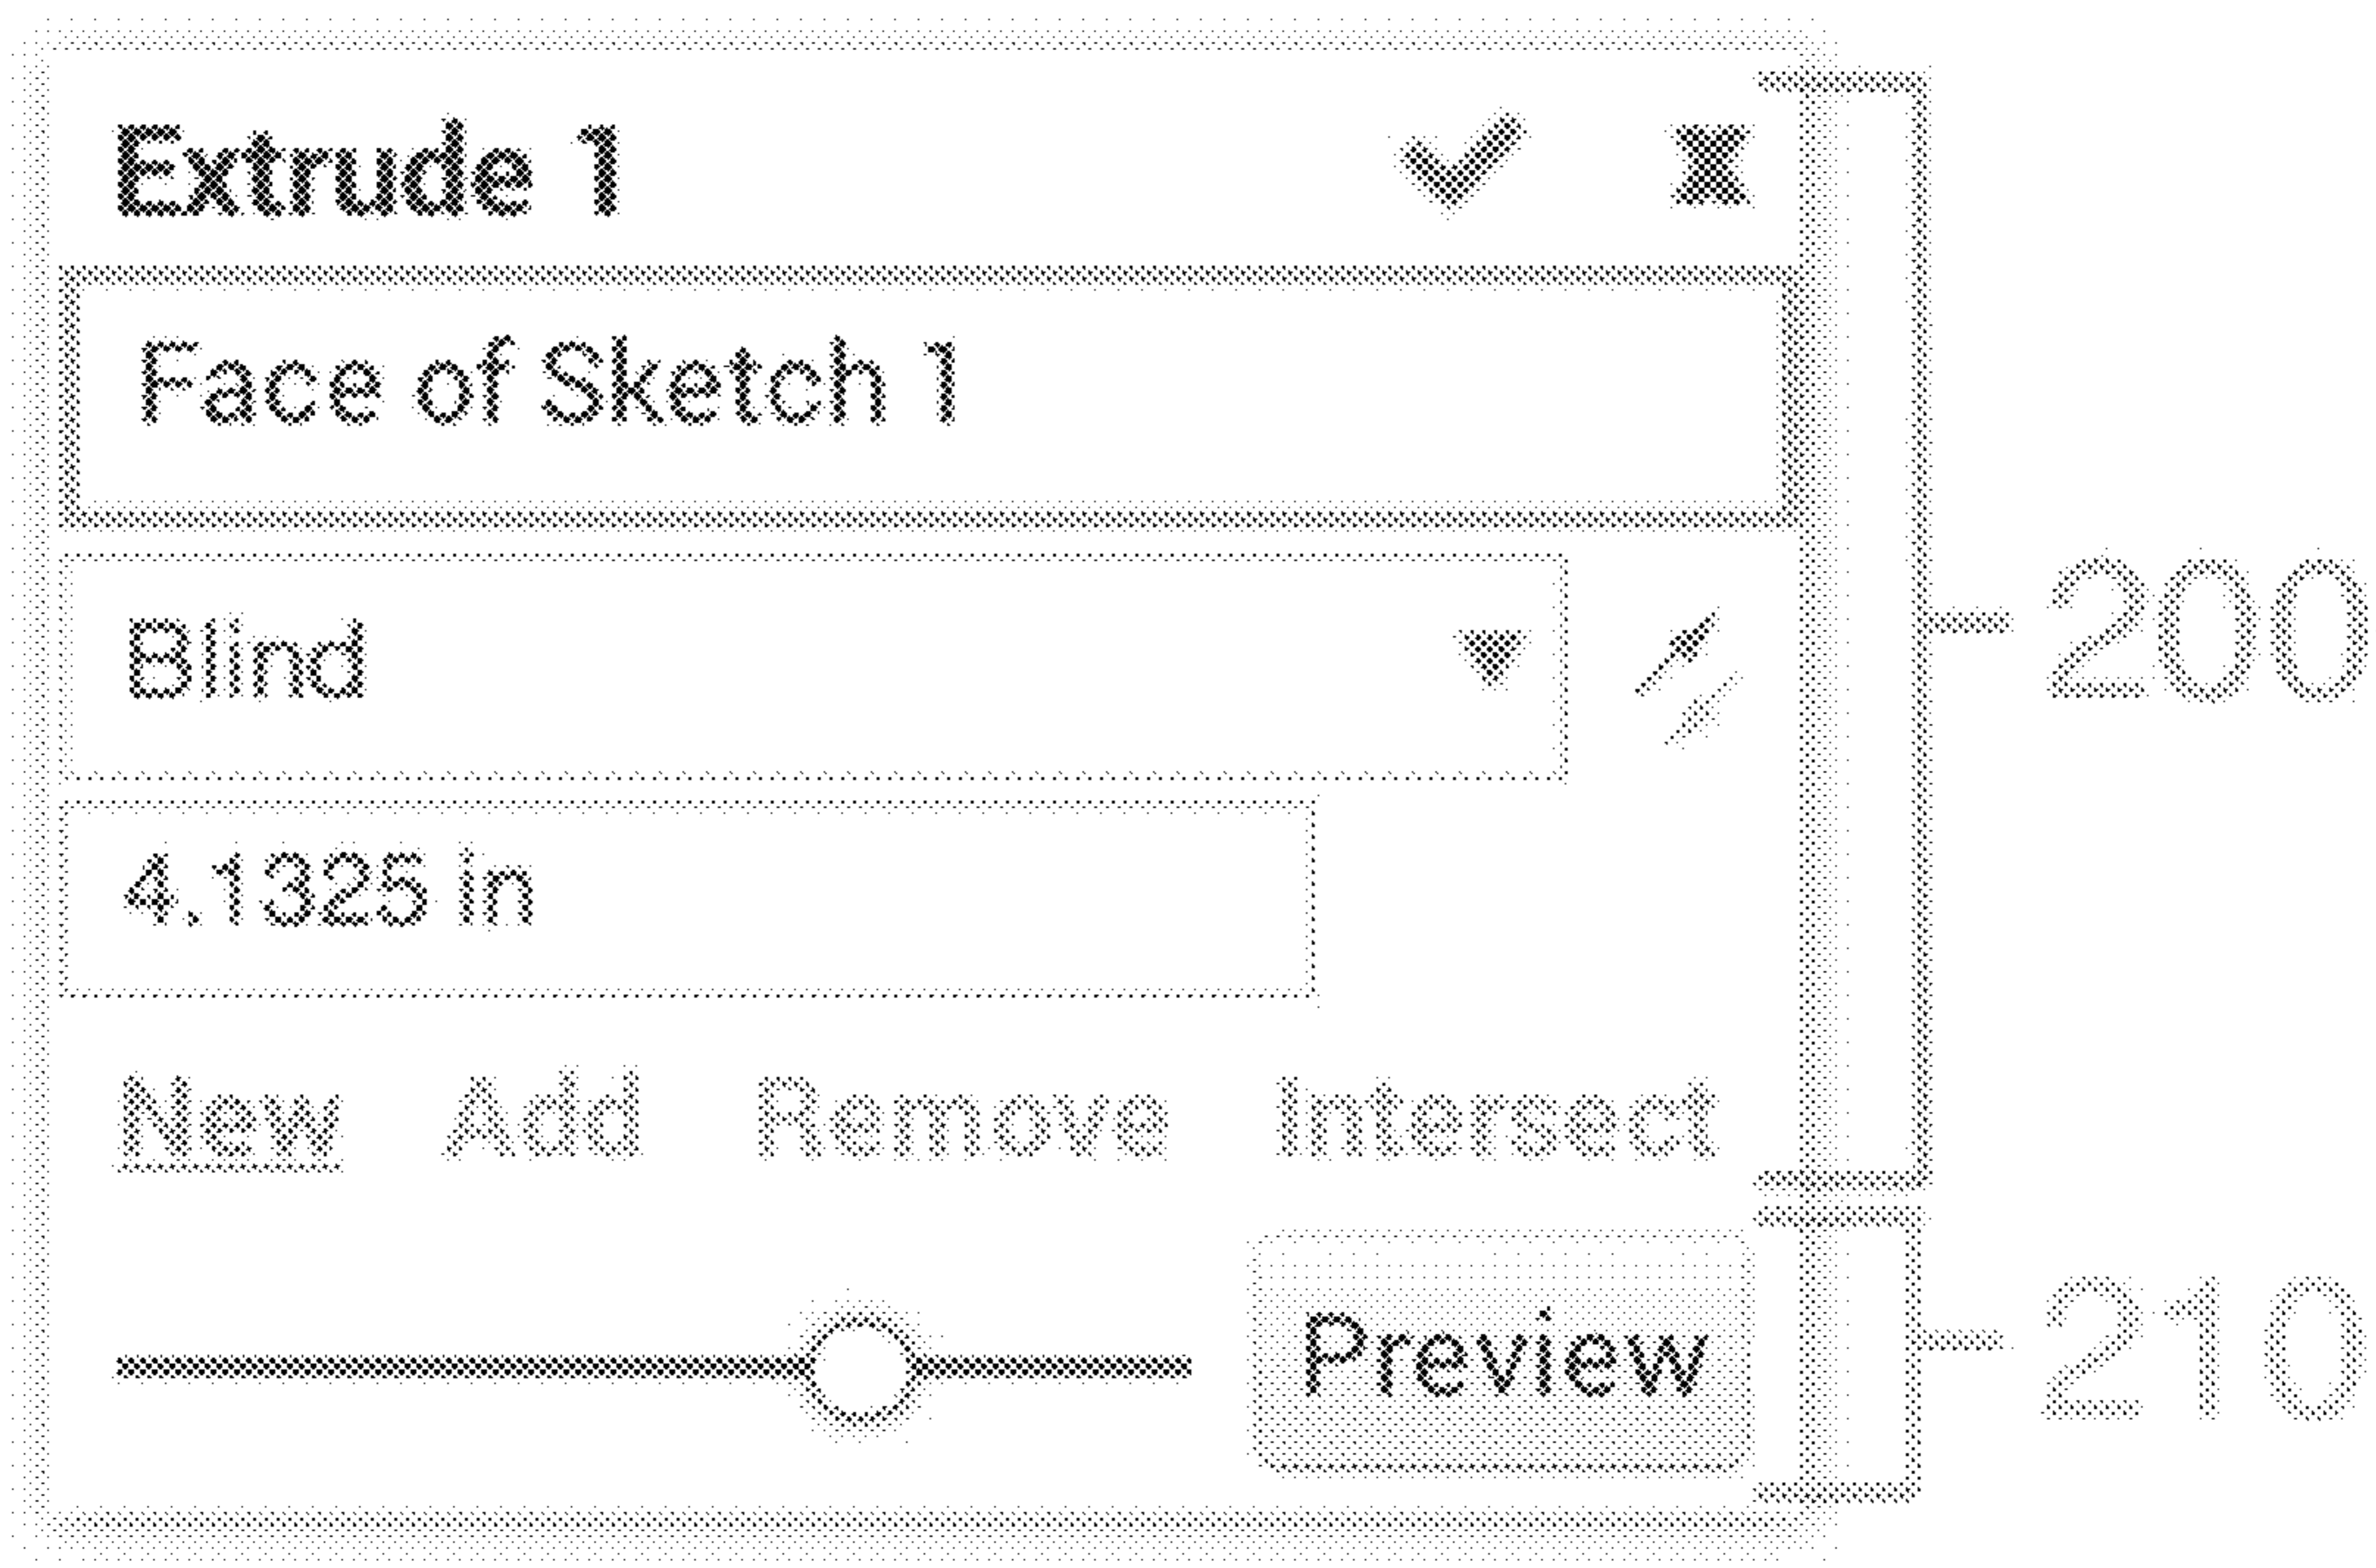 Extrude 1
Face of Sketch 1
Blind
200
4.1325 in
New Add Remove Intersect
Preview
210